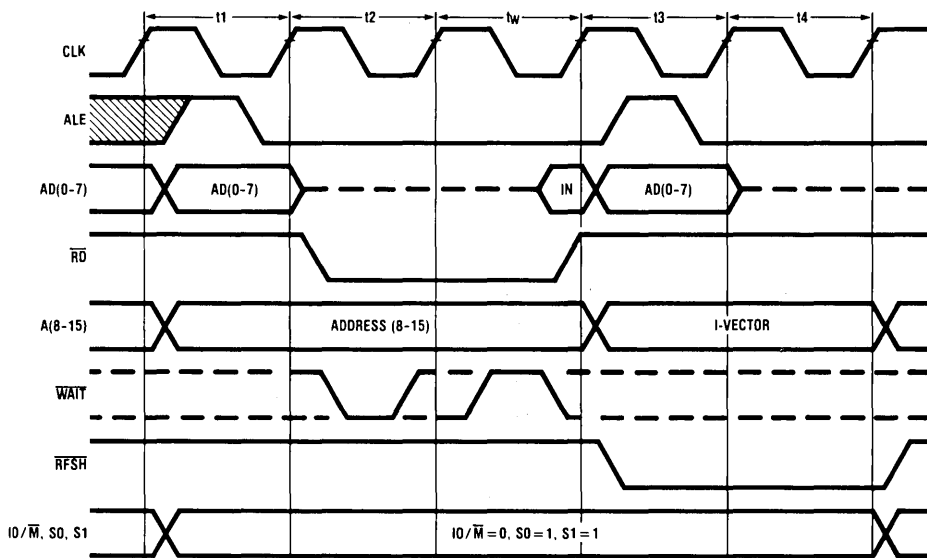 t1 t2 tw t3 t4
CLK
ALE
AD(0-7) AD(0-7) IN AD(0-7)
RD
A(8-15) ADDRESS (8-15) I-VECTOR
WAIT
RFSH
IO/M, S0, S1 IO/M=0, S0=1, S1=1